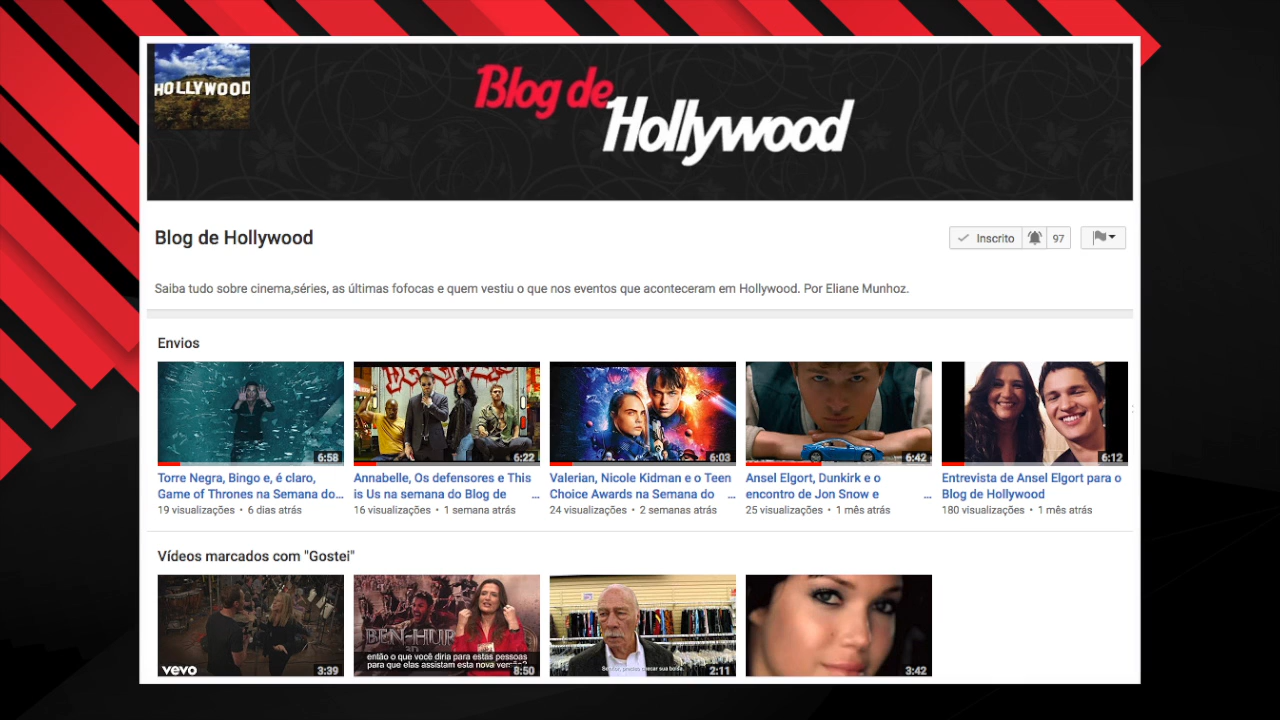 HOLLYWOOD
Blog de
Hollywood
Blog de Hollywood
Inscrito 97
Saiba tudo sobre cinema,séries, as últimas fofocas e quem vestiu o que nos eventos que aconteceram em Hollywood. Por Eliane Munhoz.
Envios
6:58
6:22
6:03
6:42
6:12
Torre Negra, Bingo e, é claro,
Game of Thrones na Semana do...
19 visualizações • 6 dias atrás
Annabelle, Os defensores e This
is Us na semana do Blog de ...
16 visualizações • 1 semana atrás
Valerian, Nicole Kidman e o Teen
Choice Awards na Semana do ...
24 visualizações • 2 semanas atrás
Ansel Elgort, Dunkirk e o
encontro de Jon Snow e ...
25 visualizações • 1 mês atrás
Entrevista de Ansel Elgort para o
Blog de Hollywood
180 visualizações • 1 mês atrás
Vídeos marcados com "Gostei"
vevo 3:39
BEN-HUR
3D
então o que você diria para estas pessoas
para que elas assistam esta nova versão?
8:50
2:11
3:42